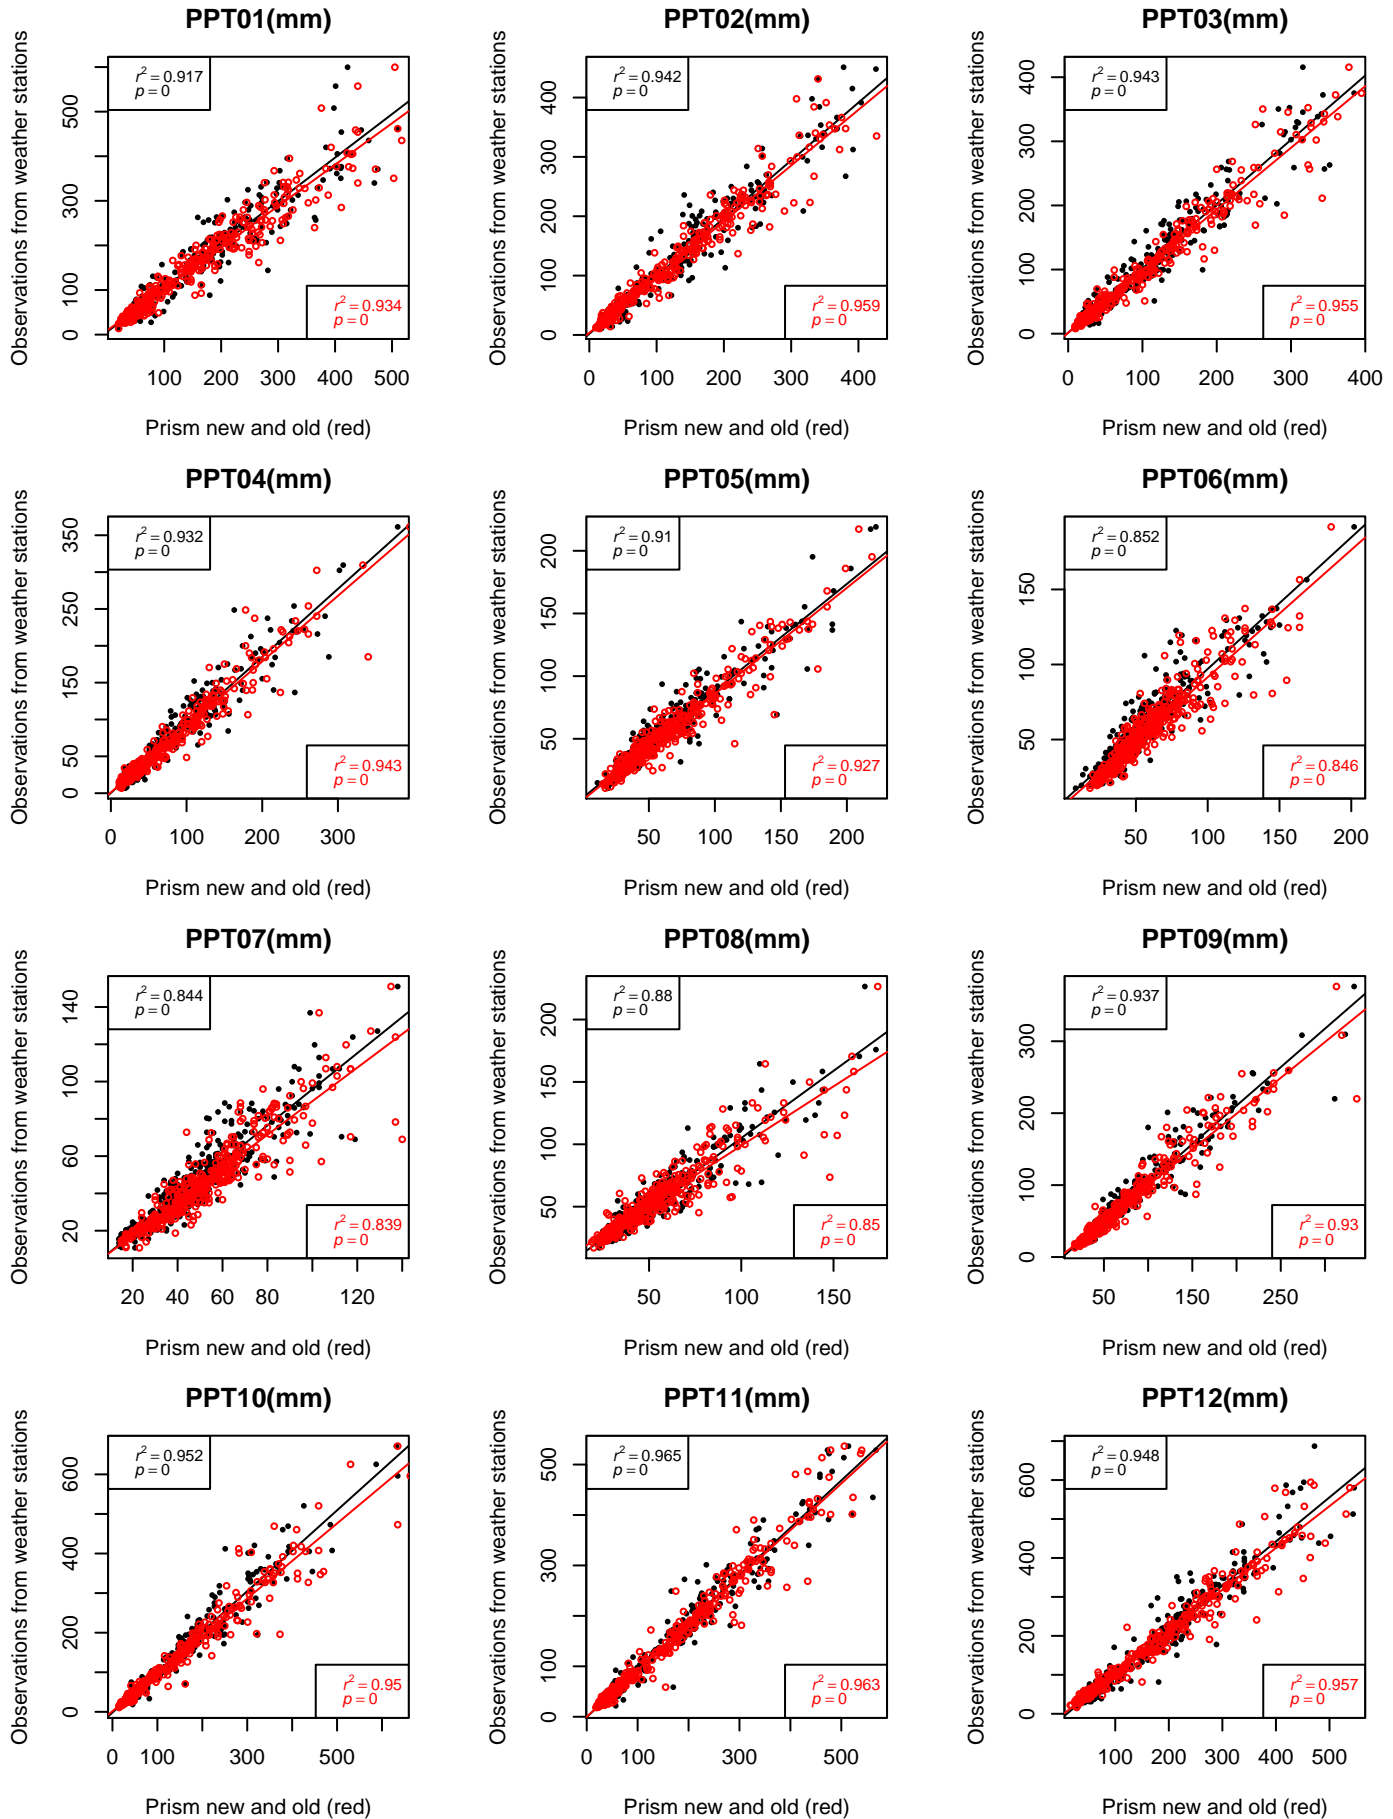 PPT01(mm)
Observations from weather stations
500
300
100
0
r² = 0.917
p = 0
r² = 0.934
p = 0
100 200 300 400 500
Prism new and old (red)
PPT02(mm)
Observations from weather stations
400
300
200
100
0
r² = 0.942
p = 0
r² = 0.959
p = 0
0 100 200 300 400
Prism new and old (red)
PPT03(mm)
Observations from weather stations
400
300
200
100
0
r² = 0.943
p = 0
r² = 0.955
p = 0
0 100 200 300 400
Prism new and old (red)
PPT04(mm)
Observations from weather stations
350
250
150
50
0
r² = 0.932
p = 0
r² = 0.943
p = 0
0 100 200 300
Prism new and old (red)
PPT05(mm)
Observations from weather stations
200
150
100
50
r² = 0.91
p = 0
r² = 0.927
p = 0
50 100 150 200
Prism new and old (red)
PPT06(mm)
Observations from weather stations
150
100
50
r² = 0.852
p = 0
r² = 0.846
p = 0
50 100 150 200
Prism new and old (red)
PPT07(mm)
Observations from weather stations
140
100
60
20
r² = 0.844
p = 0
r² = 0.839
p = 0
20 40 60 80 120
Prism new and old (red)
PPT08(mm)
Observations from weather stations
200
150
100
50
r² = 0.88
p = 0
r² = 0.85
p = 0
50 100 150
Prism new and old (red)
PPT09(mm)
Observations from weather stations
300
200
100
0
r² = 0.937
p = 0
r² = 0.93
p = 0
50 150 250
Prism new and old (red)
PPT10(mm)
Observations from weather stations
600
400
200
0
r² = 0.952
p = 0
r² = 0.95
p = 0
0 100 300 500
Prism new and old (red)
PPT11(mm)
Observations from weather stations
500
300
100
0
r² = 0.965
p = 0
r² = 0.963
p = 0
0 100 300 500
Prism new and old (red)
PPT12(mm)
Observations from weather stations
600
400
200
0
r² = 0.948
p = 0
r² = 0.957
p = 0
100 200 300 400 500
Prism new and old (red)